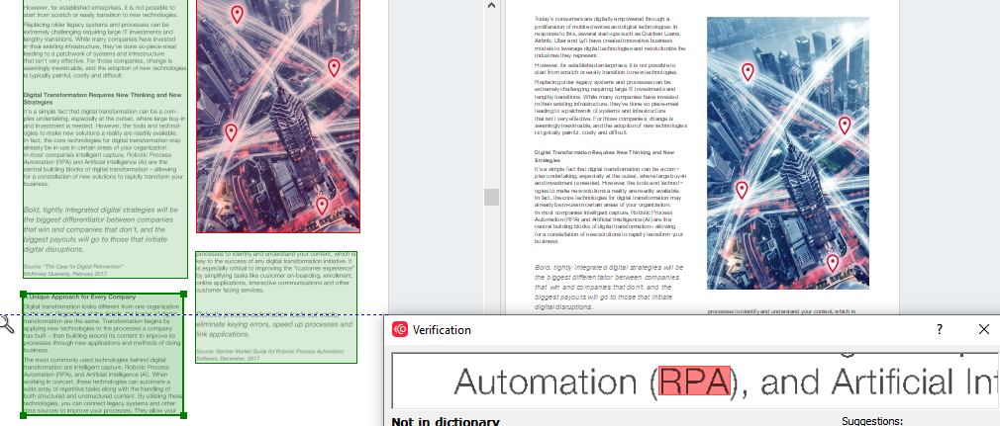 However, for established enterprises, it is not possible to
start from scratch or easily transition to new technologies.
Replacing older legacy systems and processes can be
extremely challenging requiring large IT investments and
lengthy transitions. While many companies have invested
in their existing infrastructure, they've done so piece-meal
leading to a patchwork of systems and infrastructure
that isn't very effective. For those companies, change is
seemingly inextricable, and the adoption of new technologies
is typically painful, costly and difficult.
Digital Transformation Requires New Thinking and New
Strategies
It's a simple fact that digital transformation can be a com-
plex undertaking, especially at the outset, where large buy-in
and investment is needed. However, the tools and technol-
ogies to make new solutions a reality are readily available.
In fact, the core technologies for digital transformation may
already be in-use in certain areas of your organization.
In most companies intelligent capture, Robotic Process
Automation (RPA) and Artificial Intelligence (AI) are the
central building blocks of digital transformation – allowing
for a constellation of new solutions to rapidly transform your
business.
Bold, tightly integrated digital strategies will be
the biggest differentiator between companies
that win and companies that don't, and the
biggest payouts will go to those that initiate
digital disruptions.
Source: "The Case for Digital Reinvention"
McKinsey Quarterly, February 2017.
A Unique Approach for Every Company
Digital transformation looks different from one organization
transformation are the same. Transformation begins by
applying new technologies to the processes a company
has built – then building around its content to improve its
processes through new applications and methods of doing
business.
The most commonly used technologies behind digital
transformation are intelligent capture, Robotic Process
Automation (RPA), and Artificial Intelligence (AI). When
working in concert, these technologies can automate a
wide array of repetitive tasks along with the handling of
both structured and unstructured content. By utilizing these
technologies, you can connect legacy systems and other
data sources to improve your processes. They allow your
processes to identify and understand your content, which is
key to the success of any digital transformation initiative. It
is especially critical to improving the "customer experience"
by simplifying tasks like customer on-boarding, enrollment,
online applications, interactive communications and other
customer facing services.
eliminate keying errors, speed up processes and
link applications.
Source: Gartner Market Guide for Robotic Process Automation
Software, December, 2017
Today's consumers are digitally empowered through a
proliferation of mobile devices and digital technologies. In
response to this, several start-ups such as Quicken Loans,
Airbnb, Uber and Lyft have created innovative business
models to leverage digital technologies and revolutionize the
industries they represent.
However, for established enterprises, it is not possible to
start from scratch or easily transition to new technologies.
Replacing older legacy systems and processes can be
extremely challenging requiring large IT investments and
lengthy transitions. While many companies have invested
in their existing infrastructure, they've done so piece-meal
leading to a patchwork of systems and infrastructure
that isn't very effective. For those companies, change is
seemingly inextricable, and the adoption of new technologies
is typically painful, costly and difficult.
Digital Transformation Requires New Thinking and New
Strategies
It's a simple fact that digital transformation can be a com-
plex undertaking, especially at the outset, where large buy-in
and investment is needed. However, the tools and technol-
ogies to make new solutions a reality are readily available.
In fact, the core technologies for digital transformation may
already be in-use in certain areas of your organization.
In most companies intelligent capture, Robotic Process
Automation (RPA) and Artificial Intelligence (AI) are the
central building blocks of digital transformation - allowing
for a constellation of new solutions to rapidly transform your
business.
Bold, tightly integrated digital strategies will be
the biggest differentiator between companies
that win and companies that don't, and the
biggest payouts will go to those that initiate
digital disruptions.
processes to identify and understand your content, which is
Verification
? ×
Automation (RPA), and Artificial Int
Not in dictionary
Suggestions: